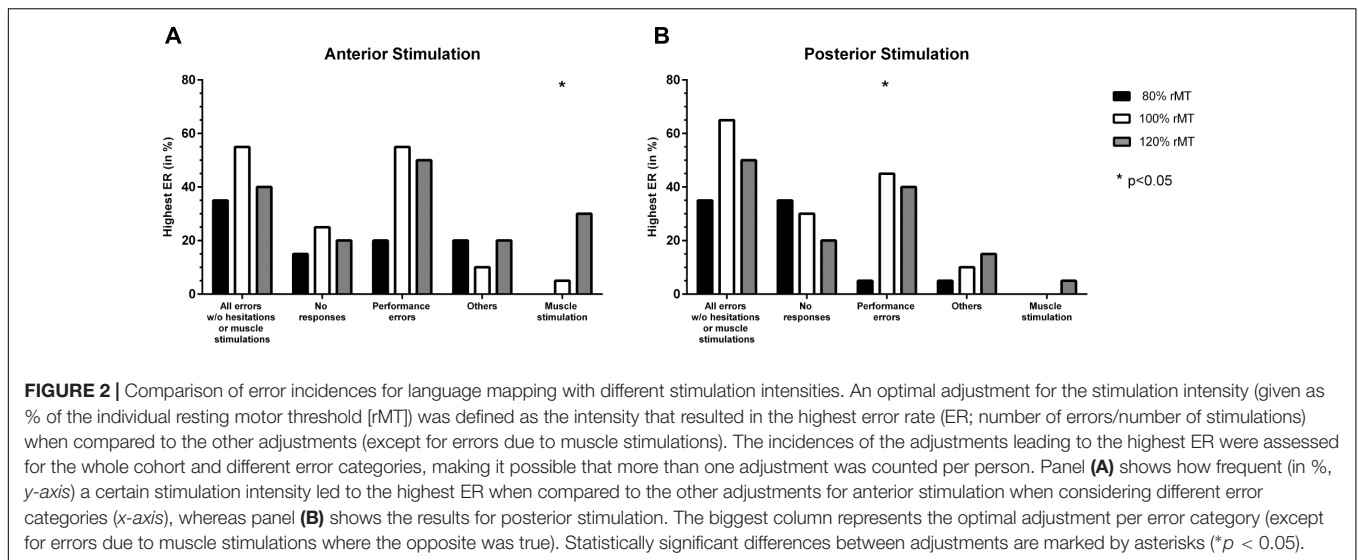 A
Anterior Stimulation
Highest ER (in %)
80
60
40
20
0
All errors
w/o hesitations
or muscle
stimulations
No
responses
Performance
errors
Others
Muscle
stimulation
*
B
Posterior Stimulation
Highest ER (in %)
80
60
40
20
0
All errors
w/o hesitations
or muscle
stimulations
No
responses
Performance
errors
Others
Muscle
stimulation
*
80% rMT
100% rMT
120% rMT
* p<0.05
FIGURE 2 | Comparison of error incidences for language mapping with different stimulation intensities. An optimal adjustment for the stimulation intensity (given as
% of the individual resting motor threshold [rMT]) was defined as the intensity that resulted in the highest error rate (ER; number of errors/number of stimulations)
when compared to the other adjustments (except for errors due to muscle stimulations). The incidences of the adjustments leading to the highest ER were assessed
for the whole cohort and different error categories, making it possible that more than one adjustment was counted per person. Panel (A) shows how frequent (in %,
y-axis) a certain stimulation intensity led to the highest ER when compared to the other adjustments for anterior stimulation when considering different error
categories (x-axis), whereas panel (B) shows the results for posterior stimulation. The biggest column represents the optimal adjustment per error category (except
for errors due to muscle stimulations where the opposite was true). Statistically significant differences between adjustments are marked by asterisks (*p < 0.05).